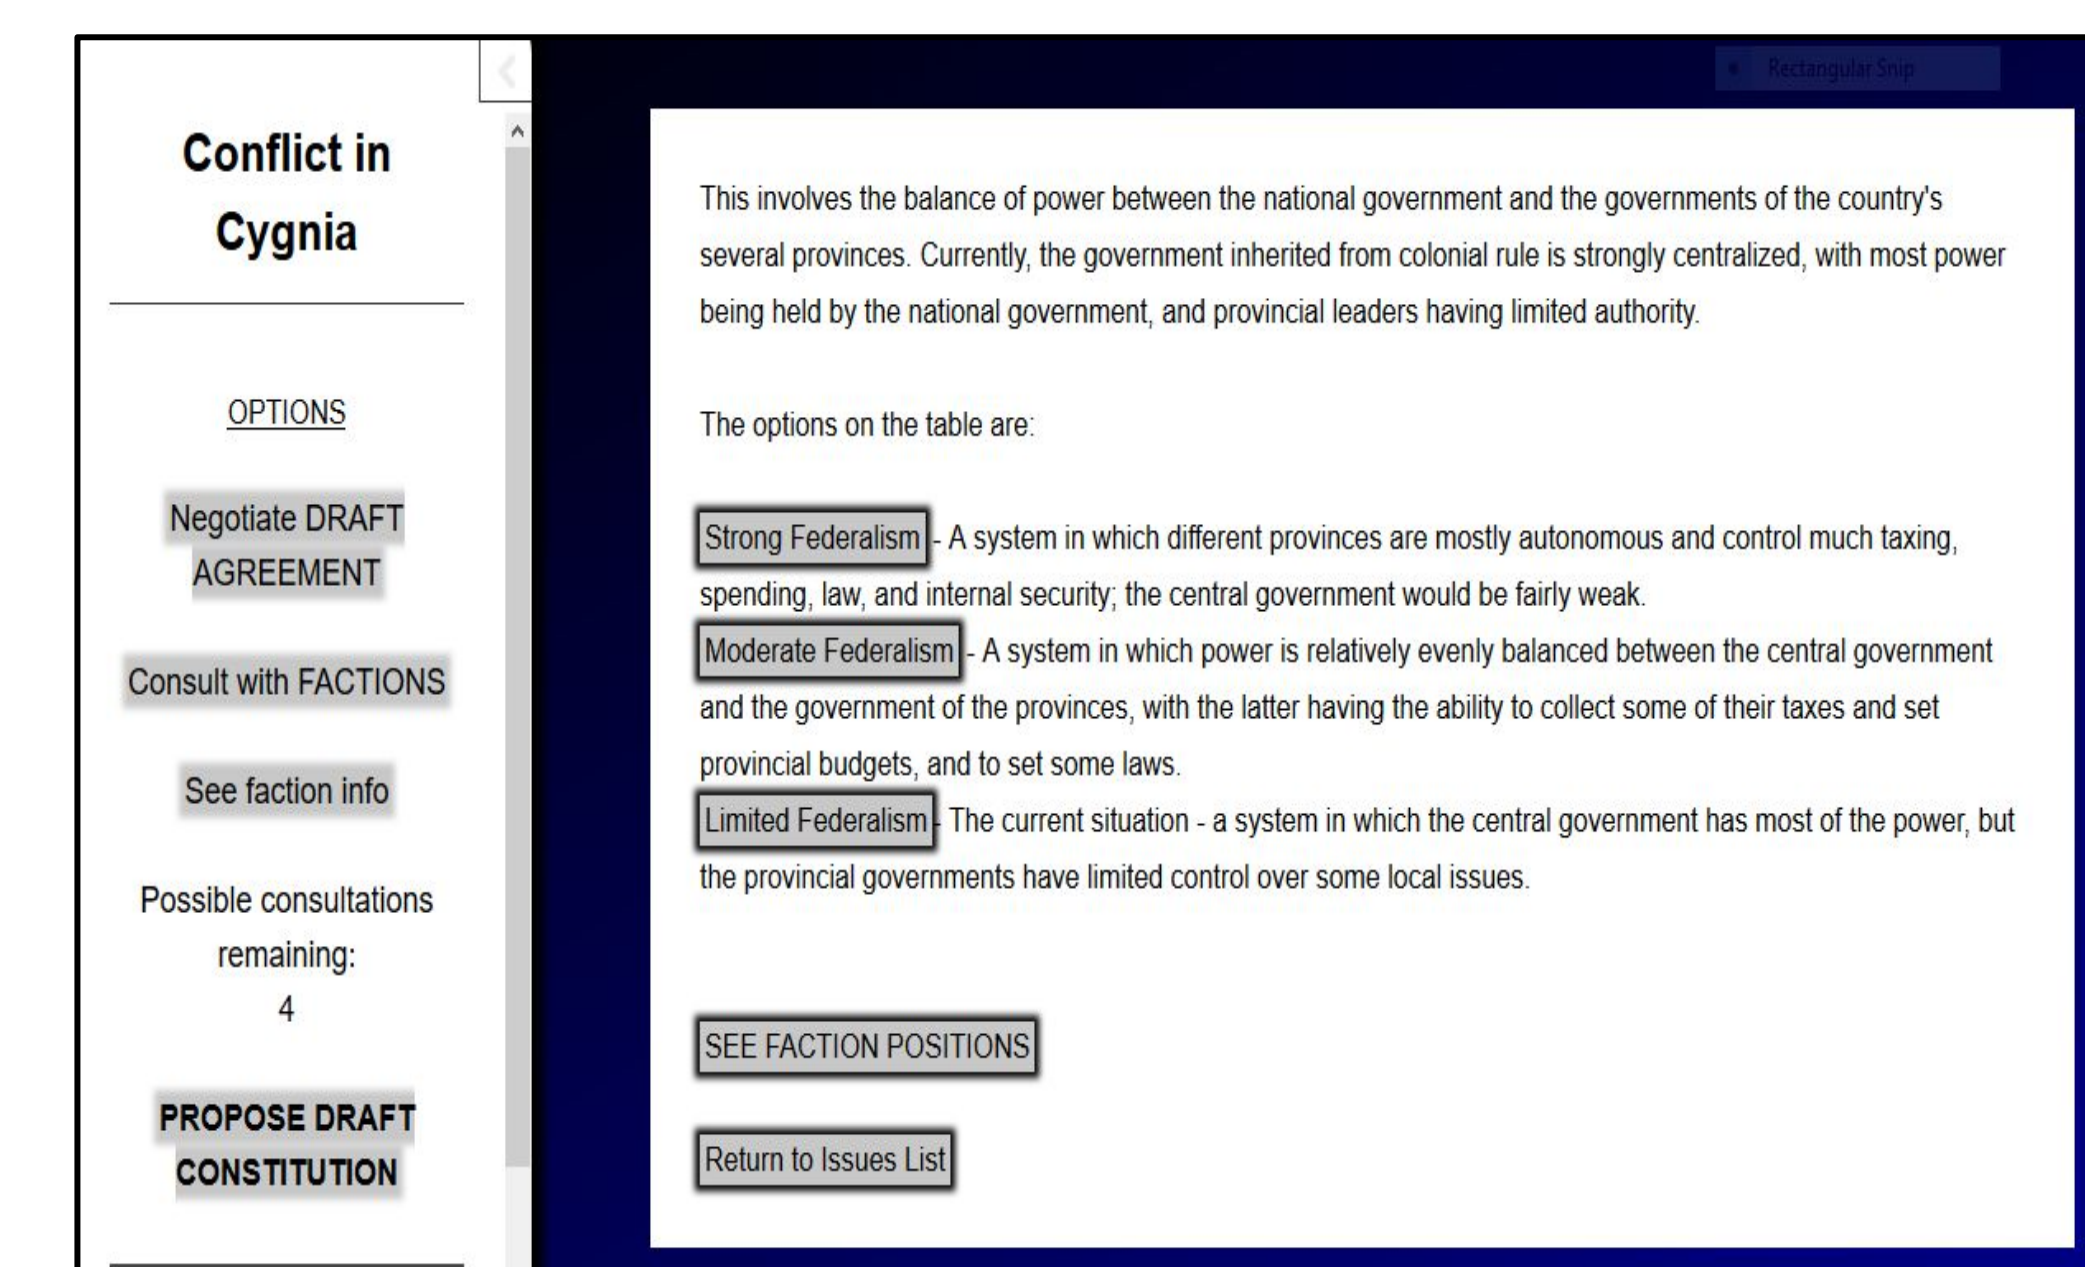 Rectangular Snip
Conflict in
Cygnia
OPTIONS
Negotiate DRAFT
AGREEMENT
Consult with FACTIONS
See faction info
Possible consultations
remaining:
4
PROPOSE DRAFT
CONSTITUTION
This involves the balance of power between the national government and the governments of the country's
several provinces. Currently, the government inherited from colonial rule is strongly centralized, with most power
being held by the national government, and provincial leaders having limited authority.
The options on the table are:
Strong Federalism - A system in which different provinces are mostly autonomous and control much taxing,
spending, law, and internal security; the central government would be fairly weak.
Moderate Federalism - A system in which power is relatively evenly balanced between the central government
and the government of the provinces, with the latter having the ability to collect some of their taxes and set
provincial budgets, and to set some laws.
Limited Federalism - The current situation - a system in which the central government has most of the power, but
the provincial governments have limited control over some local issues.
SEE FACTION POSITIONS
Return to Issues List